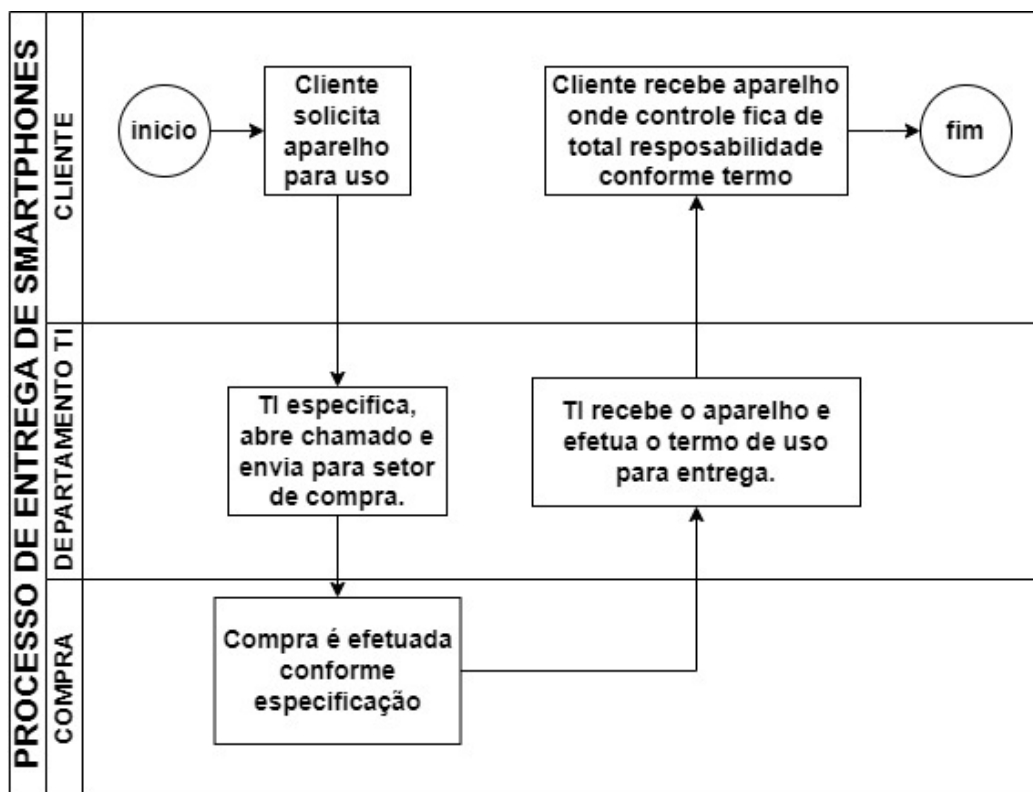 PROCESSO DE ENTREGA DE SMARTPHONES
CLIENTE
inicio
Cliente
solicita
aparelho
para uso
Cliente recebe aparelho
onde controle fica de
total resposabilidade
conforme termo
fim
DEPARTAMENTO TI
TI especifica,
abre chamado e
envia para setor
de compra.
TI recebe o aparelho e
efetua o termo de uso
para entrega.
COMPRA
Compra é efetuada
conforme
especificação